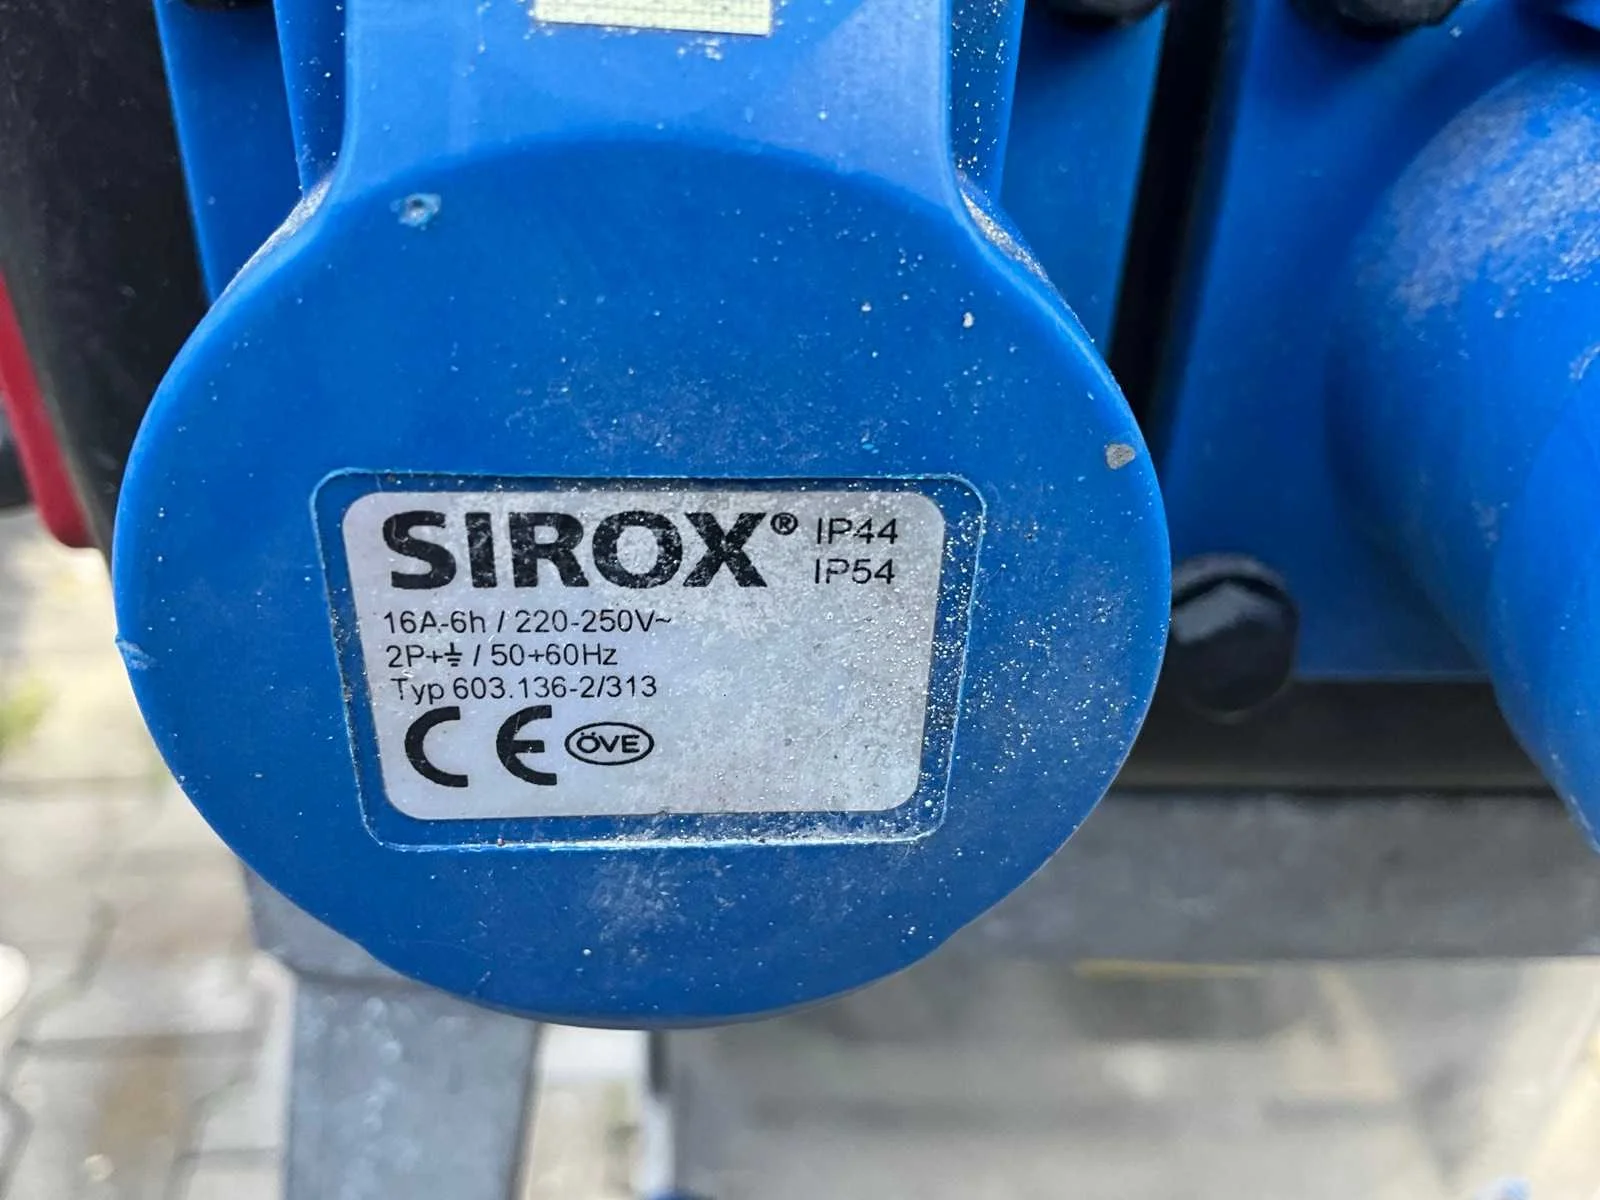 SIROX® IP44
IP54
16A-6h / 220-250V~
2P+⏚ / 50+60Hz
Typ 603.136-2/313
CE ÖVE